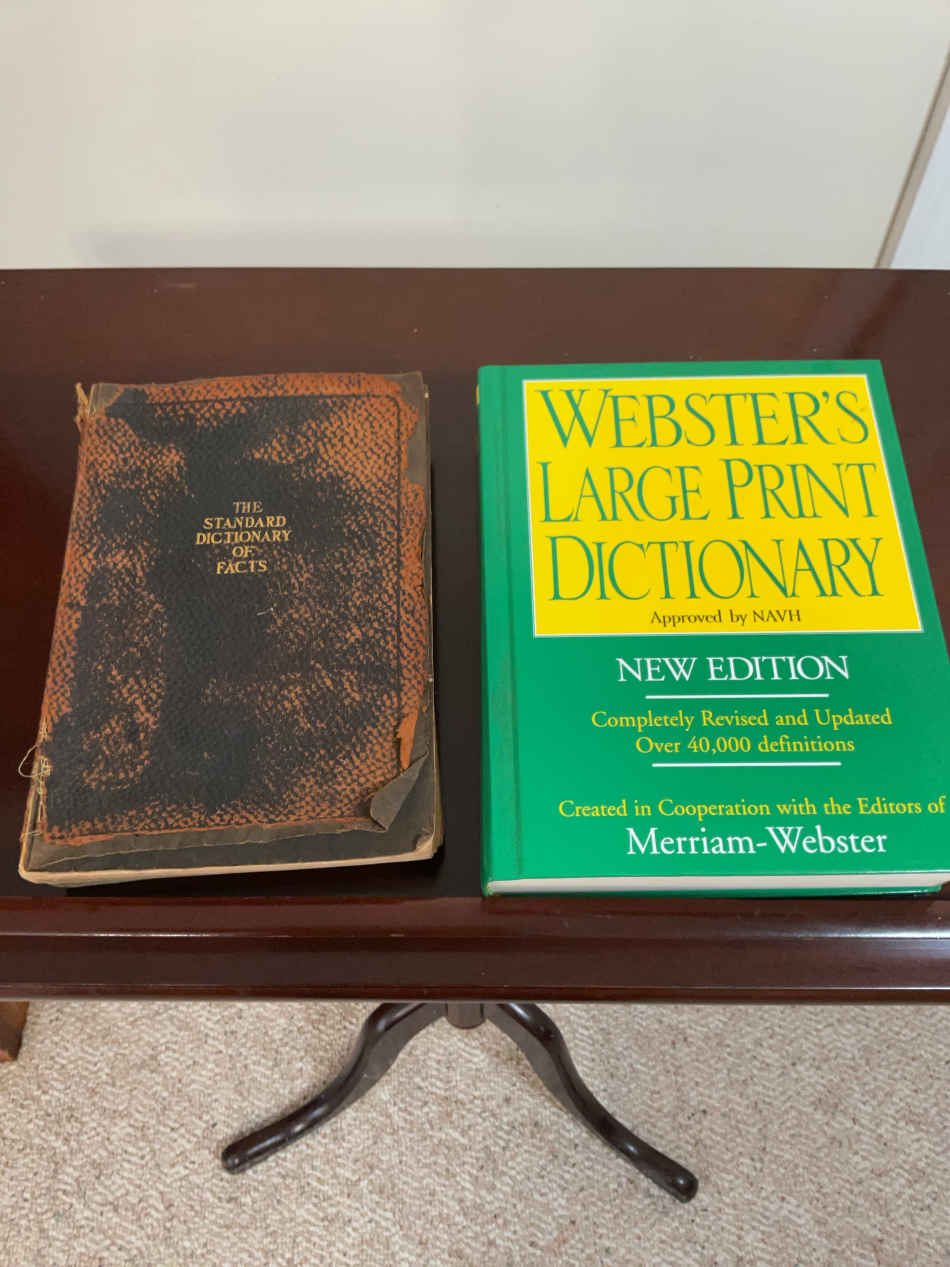 THE
STANDARD
DICTIONARY
OF
FACTS
WEBSTER'S
LARGE PRINT
DICTIONARY
Approved by NAVH
NEW EDITION
Completely Revised and Updated
Over 40,000 definitions
Created in Cooperation with the Editors of
Merriam-Webster